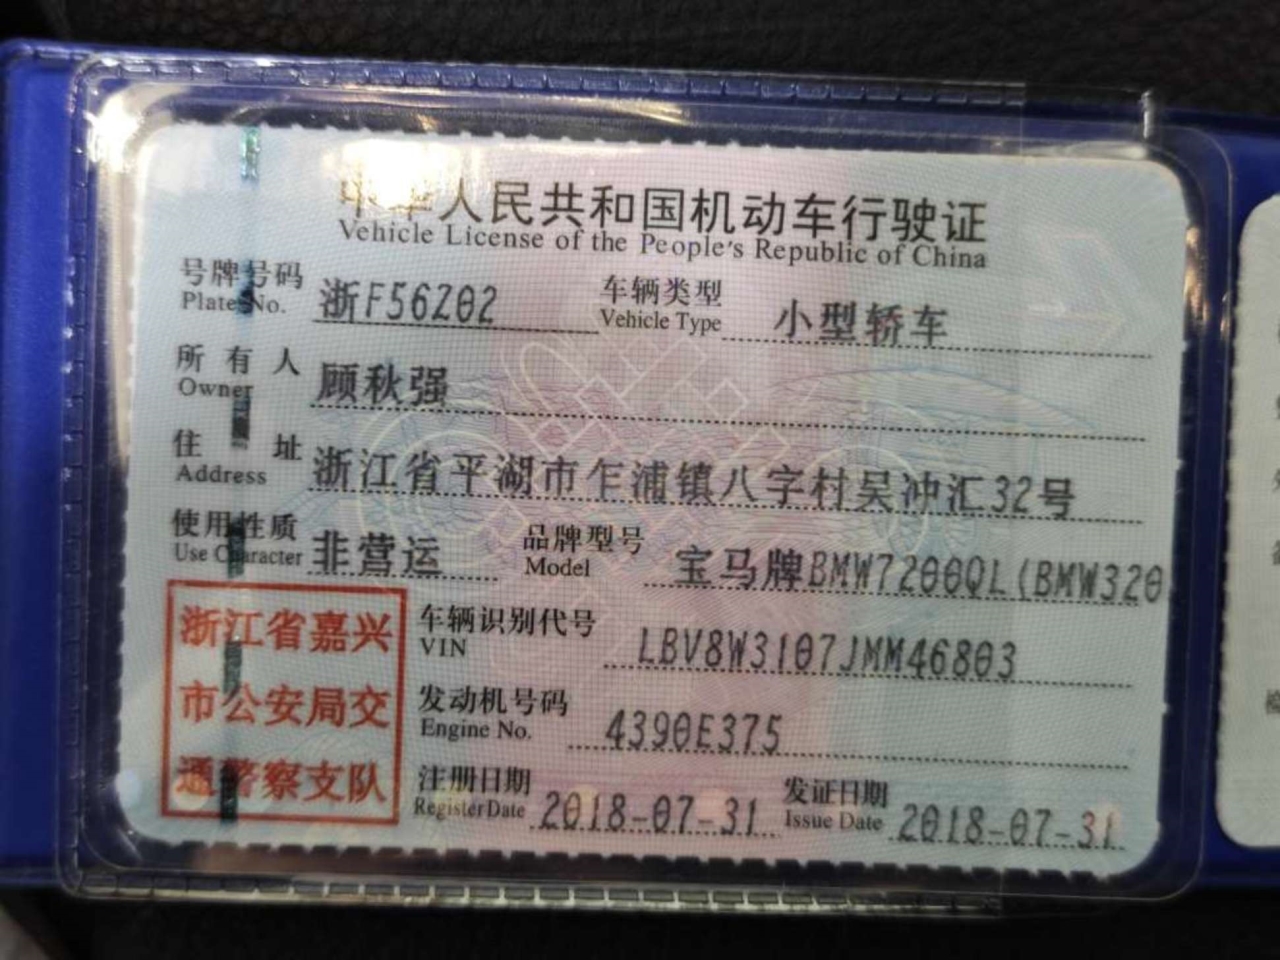 中华人民共和国机动车行驶证
Vehicle License of the People's Republic of China
号牌号码 浙F56Z02 车辆类型 小型轿车
Plate No. Vehicle Type
所有人 顾秋强
Owner
住址 浙江省平湖市乍浦镇八字村吴冲汇32号
Address
使用性质 非营运 品牌型号 宝马牌BMW7200QL(BMW320
Use Character Model
浙江省嘉兴
市公安局交
通警察支队
车辆识别代号 LBV8W3107JMM46803
VIN
发动机号码 4390E375
Engine No.
注册日期 2018-07-31 发证日期 2018-07-31
Register Date Issue Date